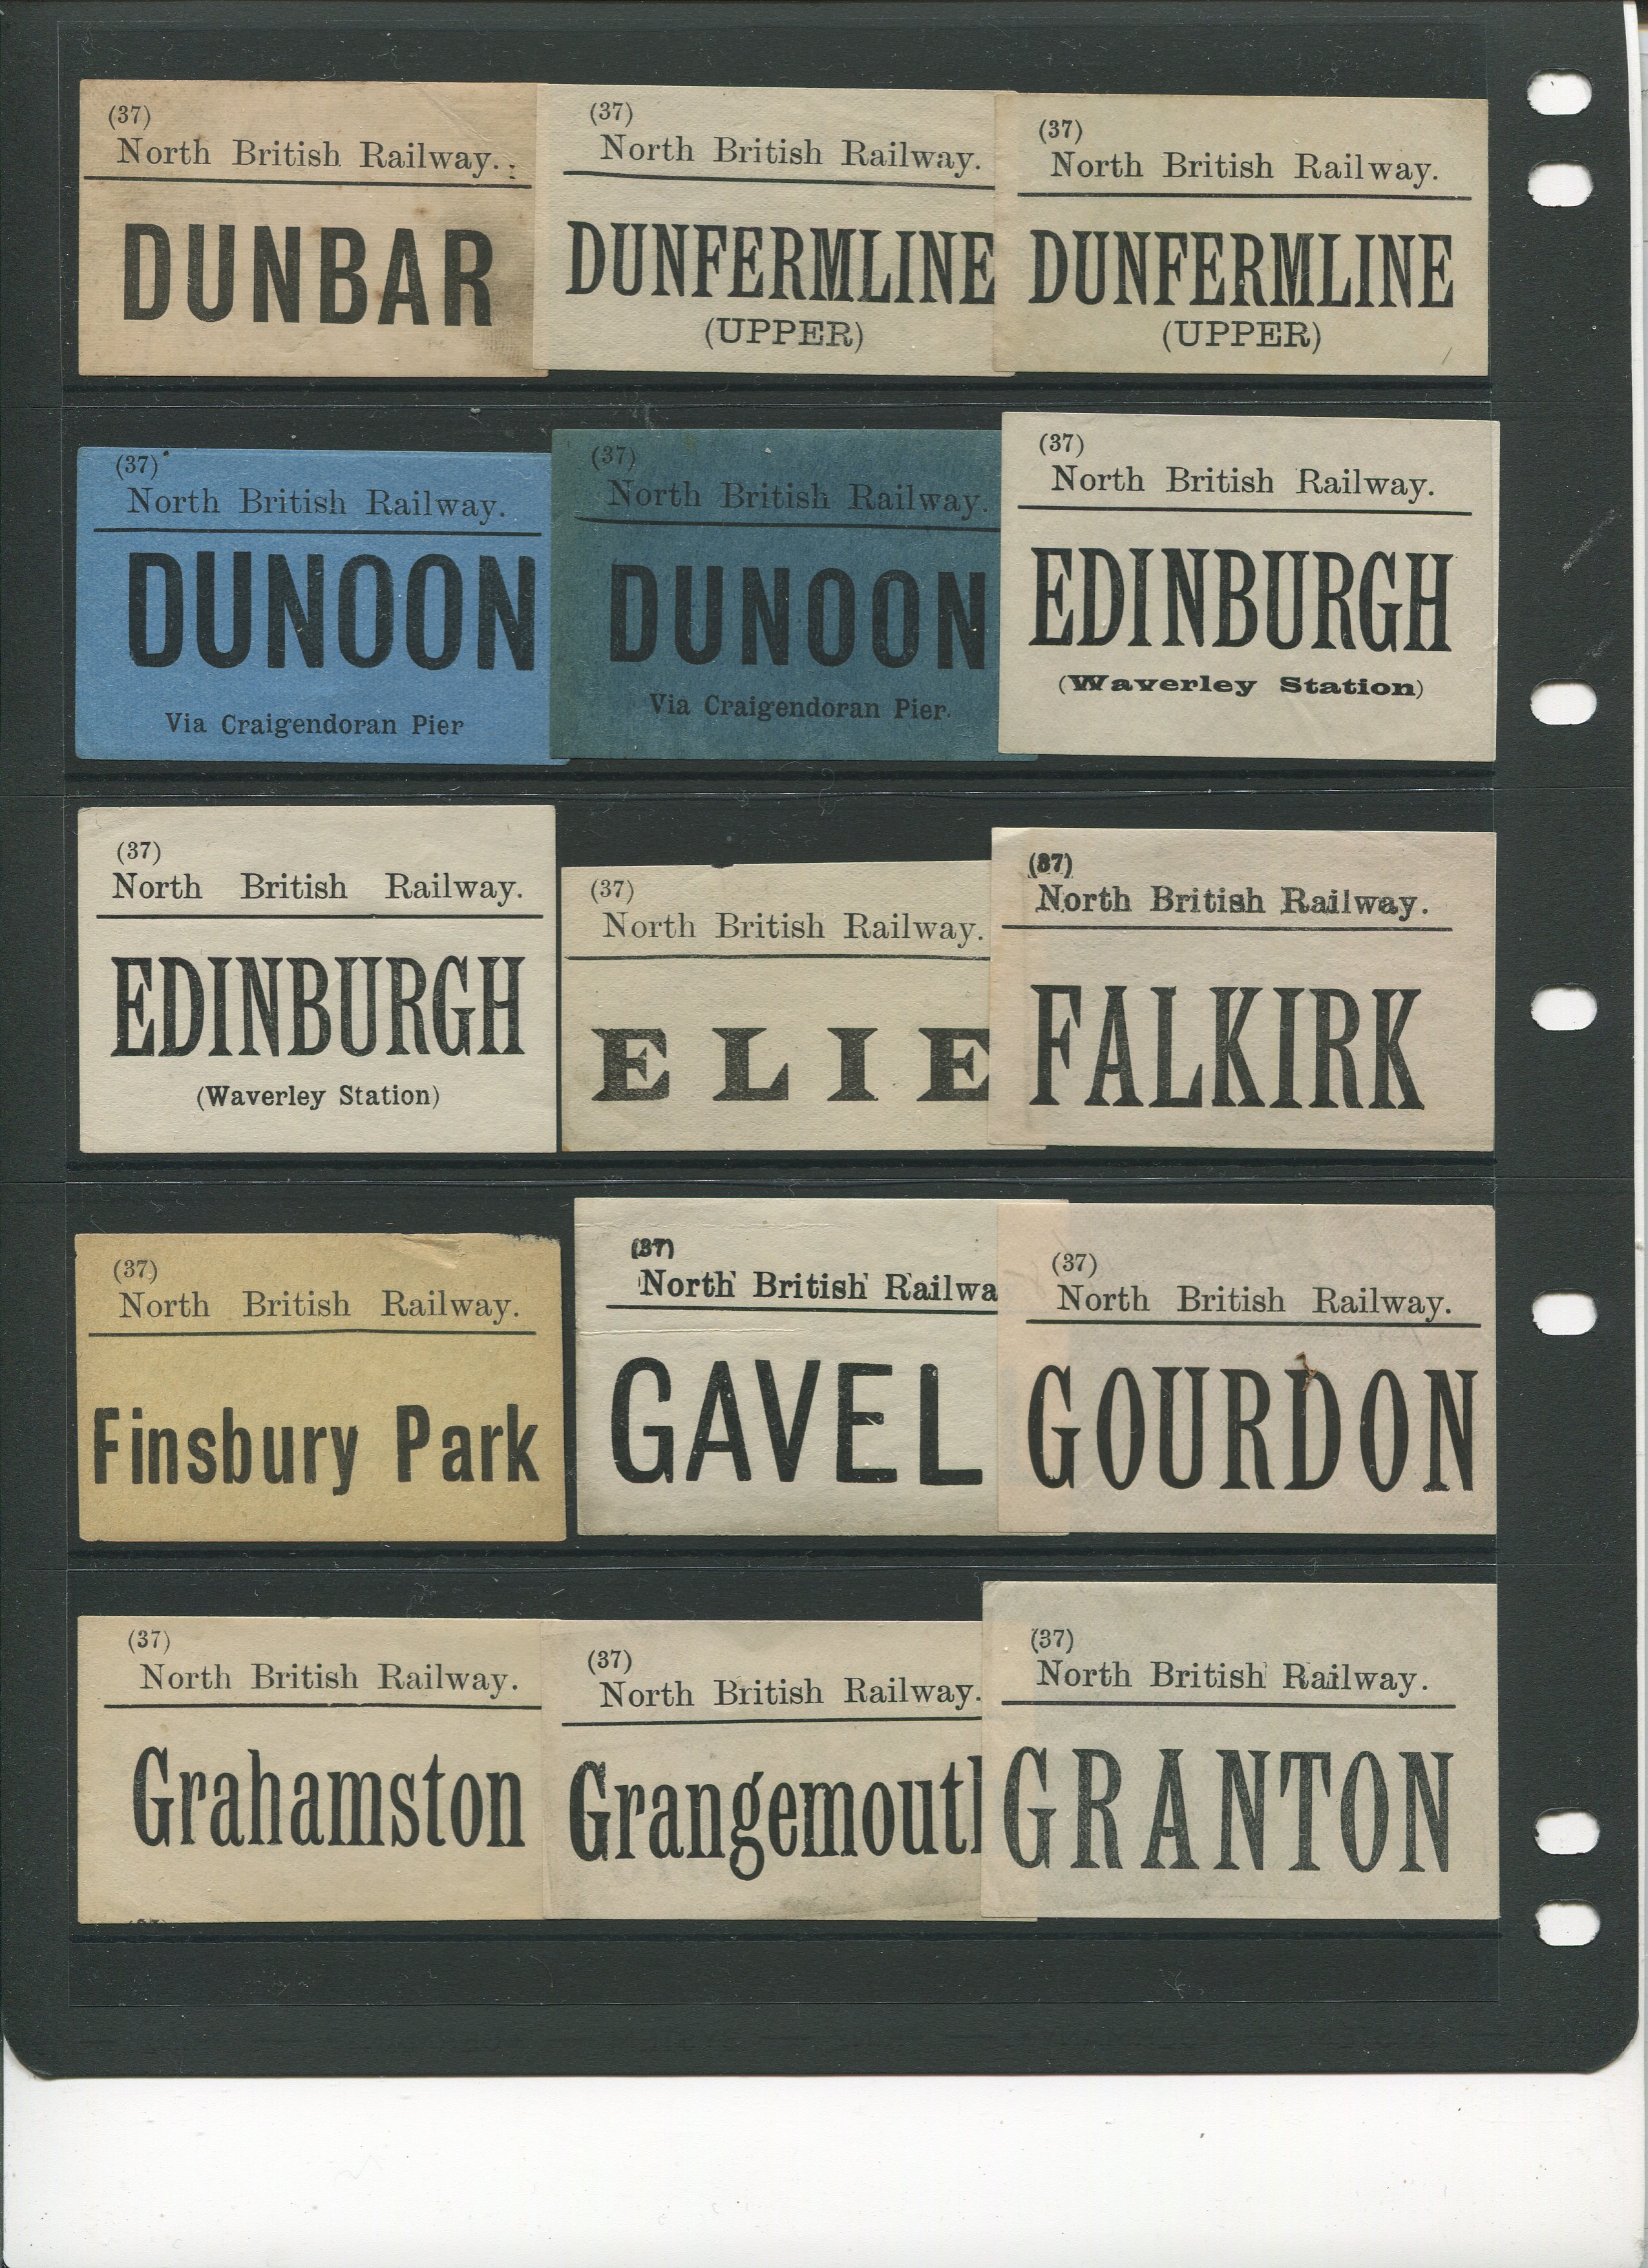 (37)
North British Railway.
DUNBAR
(37)
North British Railway.
DUNFERMLINE
(UPPER)
(37)
North British Railway.
DUNFERMLINE
(UPPER)
(37)
North British Railway.
DUNOON
Via Craigendoran Pier
(37)
North British Railway.
DUNOON
Via Craigendoran Pier.
(37)
North British Railway.
EDINBURGH
(Waverley Station)
(37)
North British Railway.
EDINBURGH
(Waverley Station)
(37)
North British Railway.
ELIE
(37)
North British Railway.
FALKIRK
(37)
North British Railway.
Finsbury Park
(37)
North British Railwa
GAVEL
(37)
North British Railway.
GOURDON
(37)
North British Railway.
Grahamston
(37)
North British Railway.
Grangemout
(37)
North British Railway.
GRANTON